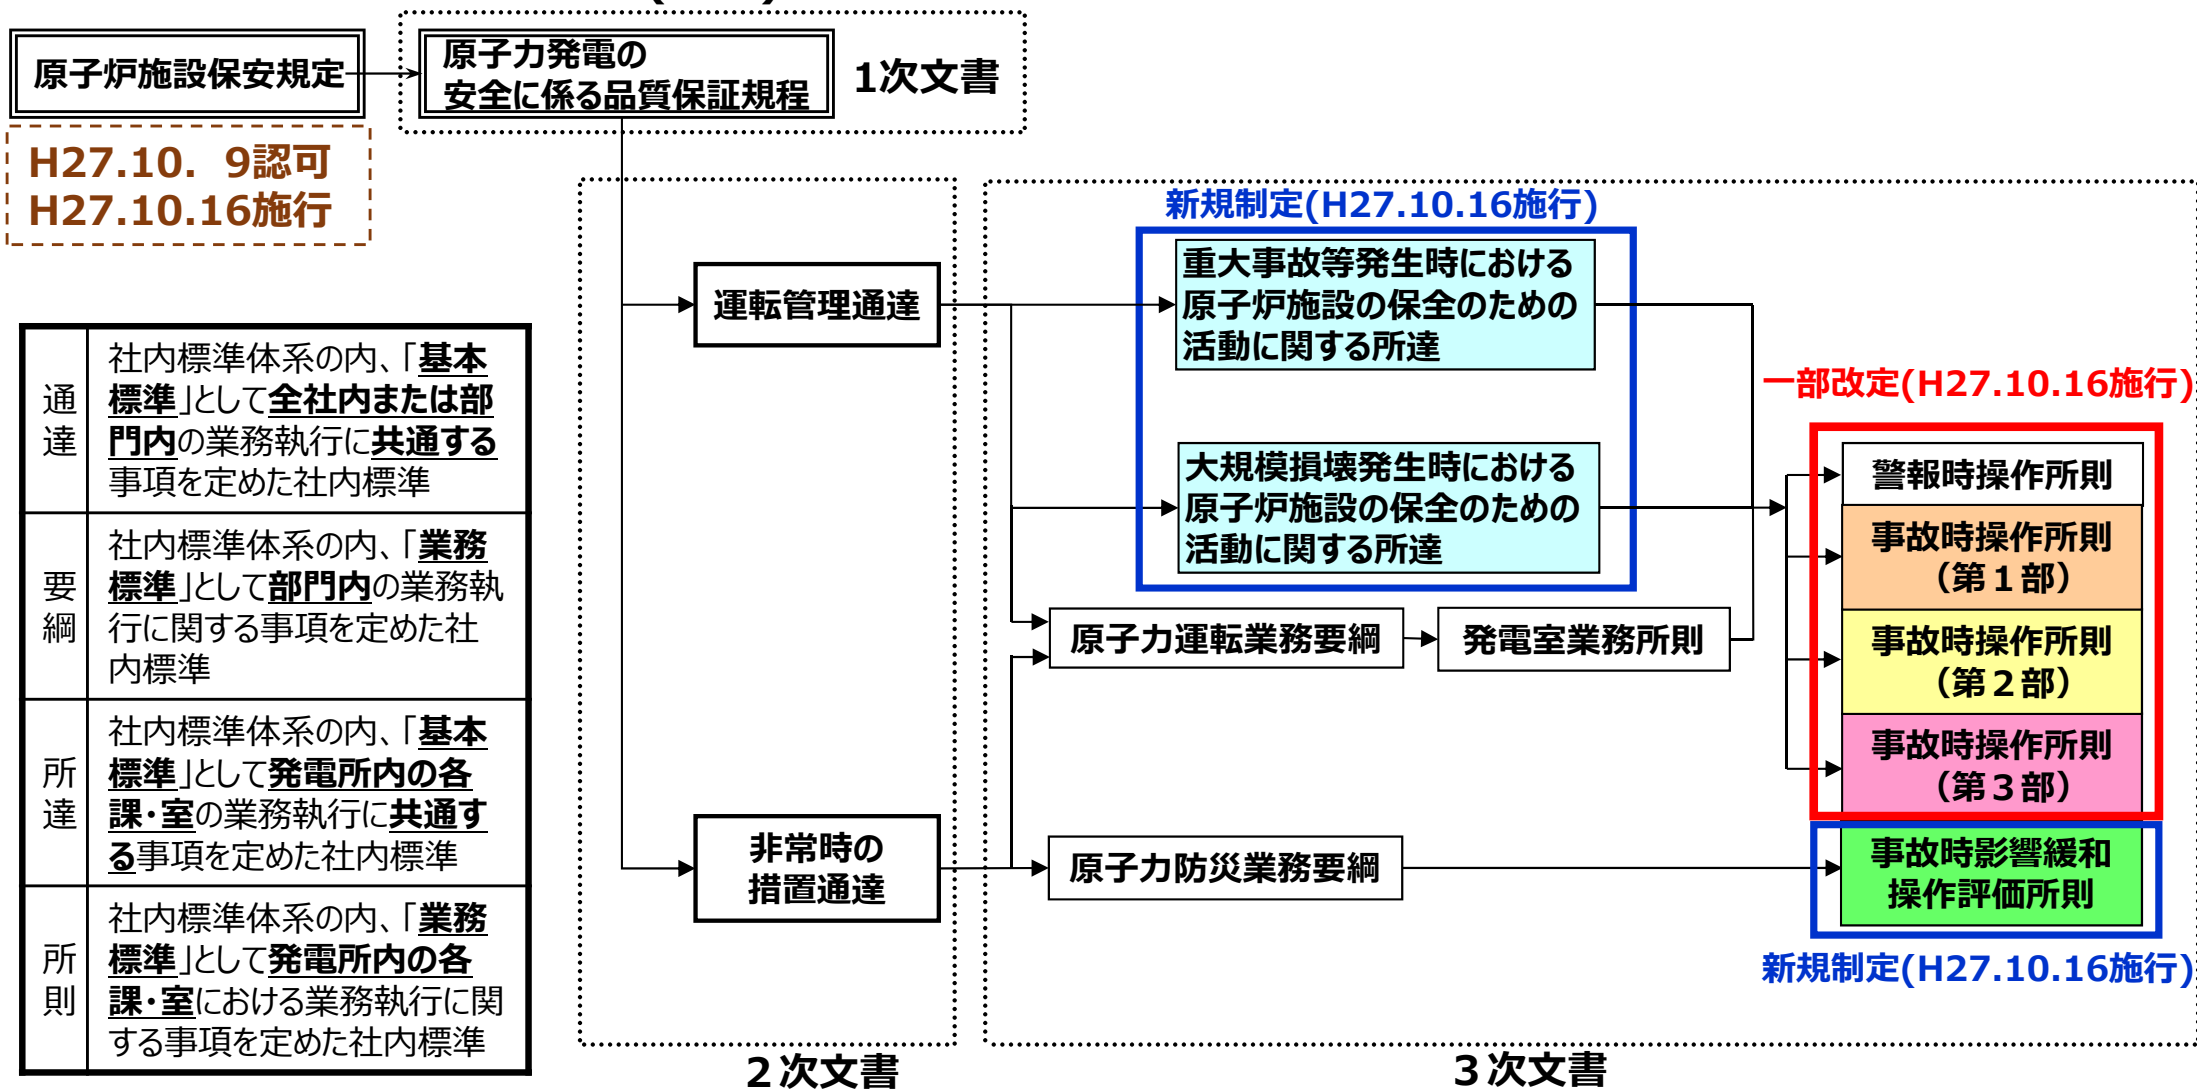 原子炉施設保安規定
原子力発電の
安全に係る品質保証規程
1次文書
H27.10. 9認可
H27.10.16施行
通達
社内標準体系の内、「基本
標準」として全社内または部
門内の業務執行に共通する
事項を定めた社内標準
要綱
社内標準体系の内、「業務
標準」として部門内の業務執
行に関する事項を定めた社
内標準
所達
社内標準体系の内、「基本
標準」として発電所内の各
課・室の業務執行に共通す
る事項を定めた社内標準
所則
社内標準体系の内、「業務
標準」として発電所内の各
課・室における業務執行に関
する事項を定めた社内標準
運転管理通達
非常時の
措置通達
2次文書
新規制定(H27.10.16施行)
重大事故等発生時における
原子炉施設の保全のための
活動に関する所達
大規模損壊発生時における
原子炉施設の保全のための
活動に関する所達
原子力運転業務要綱
発電室業務所則
原子力防災業務要綱
一部改定(H27.10.16施行)
警報時操作所則
事故時操作所則
（第１部）
事故時操作所則
（第２部）
事故時操作所則
（第３部）
事故時影響緩和
操作評価所則
新規制定(H27.10.16施行)
３次文書